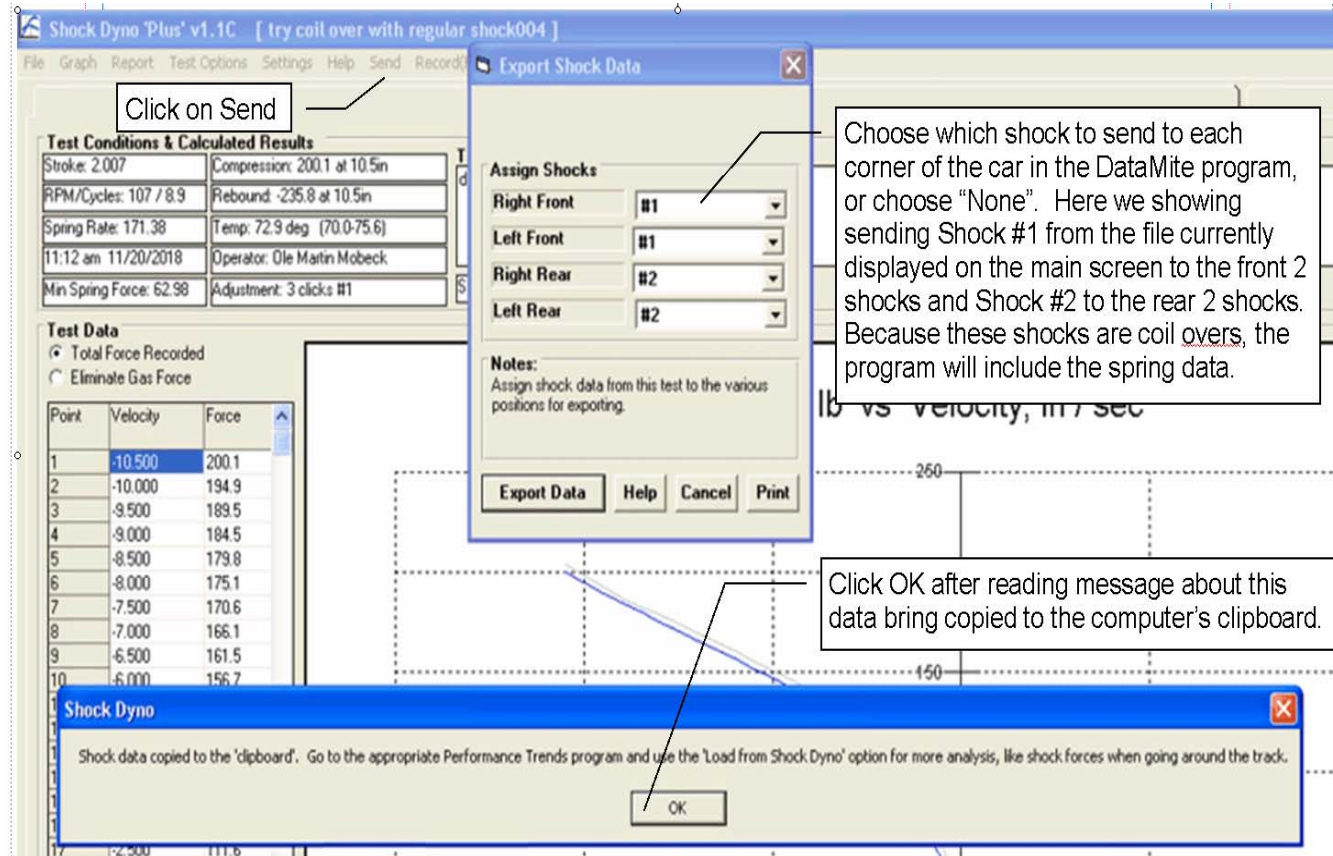 Shock Dyno 'Plus' v1.1C [ try coil over with regular shock004 ]
File Graph Report Test Options Settings Help Send
Click on Send
Test Conditions & Calculated Results
Stroke: 2.007 Compression: 200.1 at 10.5in
RPM/Cycles: 107 / 8.9 Rebound: -235.8 at 10.5in
Spring Rate: 171.38 Temp: 72.9 deg (70.0-75.6)
11:12 am 11/20/2018 Operator: Ole Martin Mobeck
Min Spring Force: 62.98 Adjustment: 3 clicks #1
Export Shock Data
Assign Shocks
Right Front #1
Left Front #1
Right Rear #2
Left Rear #2
Notes:
Assign shock data from this test to the various
positions for exporting.
Export Data Help Cancel Print
Choose which shock to send to each
corner of the car in the DataMite program,
or choose “None”. Here we showing
sending Shock #1 from the file currently
displayed on the main screen to the front 2
shocks and Shock #2 to the rear 2 shocks.
Because these shocks are coil overs, the
program will include the spring data.
lb vs Velocity, in / sec
Test Data
Total Force Recorded
Eliminate Gas Force
Point Velocity Force
1 -10.500 200.1
2 -10.000 194.9
3 -9.500 189.5
4 -9.000 184.5
5 -8.500 179.8
6 -8.000 175.1
7 -7.500 170.6
8 -7.000 166.1
9 -6.500 161.5
10 -6.000 156.7
250
150
Click OK after reading message about this
data bring copied to the computer’s clipboard.
Shock Dyno
Shock data copied to the 'clipboard'. Go to the appropriate Performance Trends program and use the 'Load from Shock Dyno' option for more analysis, like shock forces when going around the track.
OK
17 -2.500 111.6